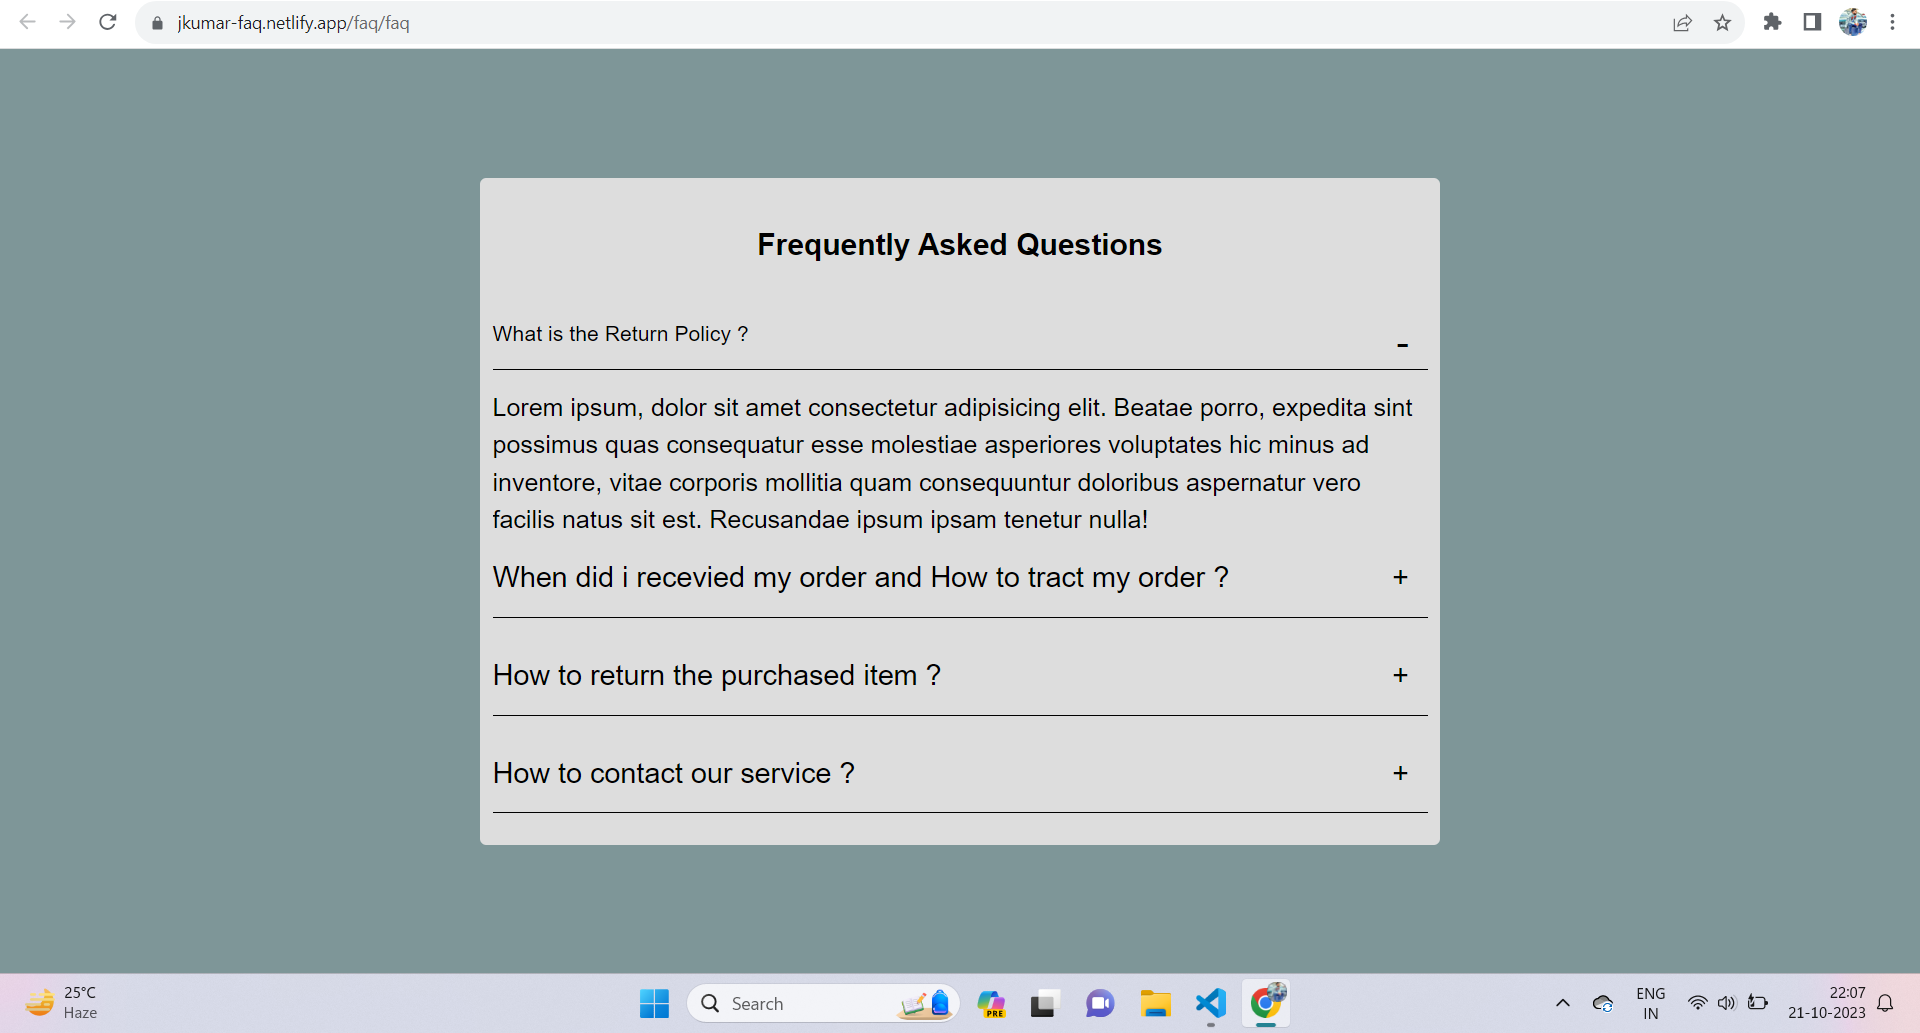 jkumar-faq.netlify.app/faq/faq
Frequently Asked Questions
What is the Return Policy ?
-
Lorem ipsum, dolor sit amet consectetur adipisicing elit. Beatae porro, expedita sint
possimus quas consequatur esse molestiae asperiores voluptates hic minus ad
inventore, vitae corporis mollitia quam consequuntur doloribus aspernatur vero
facilis natus sit est. Recusandae ipsum ipsam tenetur nulla!
When did i recevied my order and How to tract my order ? +
How to return the purchased item ? +
How to contact our service ? +
25°C
Haze
Search
PRE
ENG
IN
22:07
21-10-2023